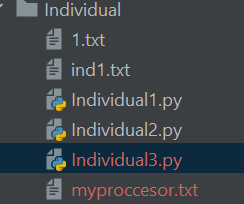 Individual
1.txt
ind1.txt
Individual1.py
Individual2.py
Individual3.py
myproccesor.txt